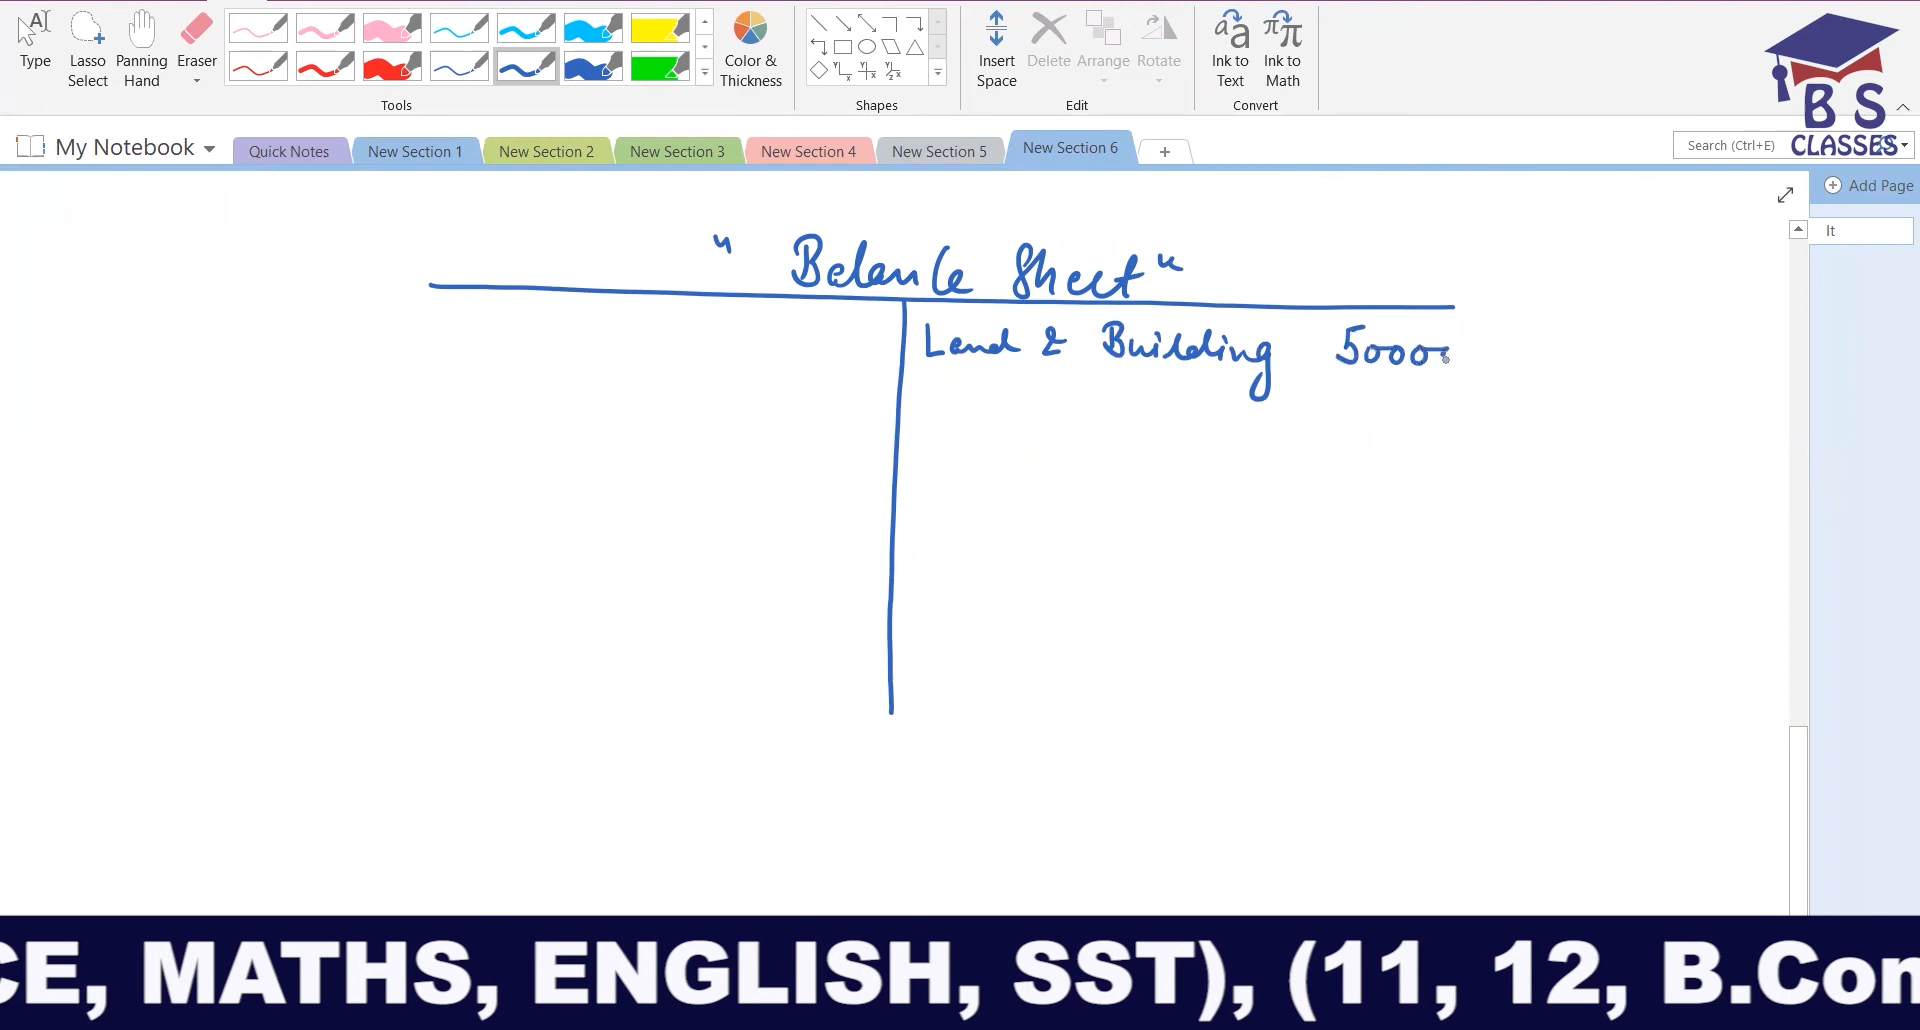 Type
Lasso Select
Panning Hand
Eraser
Color & Thickness
Insert Space
Delete
Arrange
Rotate
Ink to Text
Ink to Math
Tools
Shapes
Edit
Convert
BS
CLASSES
My Notebook
Quick Notes
New Section 1
New Section 2
New Section 3
New Section 4
New Section 5
New Section 6
Search (Ctrl+E)
Add Page
It
" Balance Sheet "
Land & Building 5000
CE, MATHS, ENGLISH, SST), (11, 12, B.Con